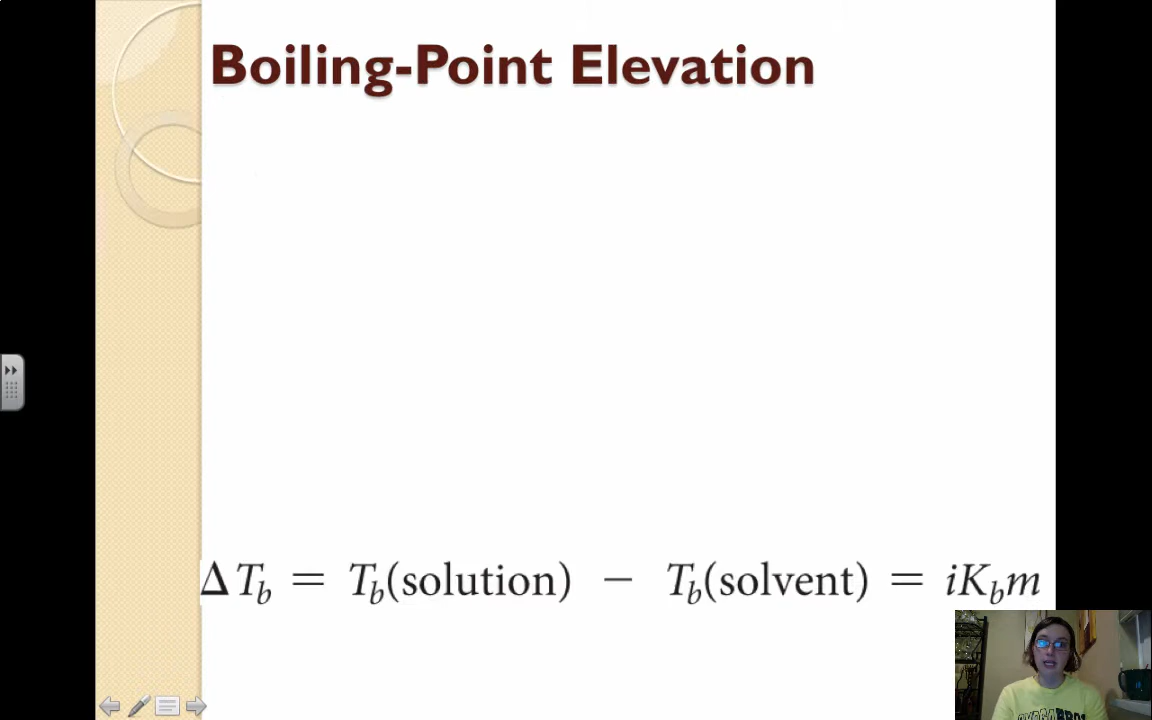 Boiling-Point Elevation
ΔT_b = T_b(solution) − T_b(solvent) = iK_bm